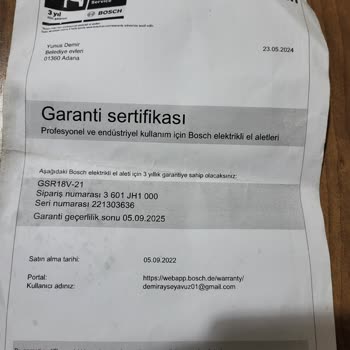 Service
3 yıl
BOSCH
Yunus Demir
Belediye evleri
01360 Adana
23.05.2024
Garanti sertifikası
Profesyonel ve endüstriyel kullanım için Bosch elektrikli el aletleri
Aşağıdaki Bosch elektrikli el aleti için 3 yıllık garantiye sahip olacaksınız:
GSR18V-21
Sipariş numarası 3 601 JH1 000
Seri numarası 221303636
Garanti geçerlilik sonu 05.09.2025
Satın alma tarihi: 05.09.2022
Portal: https://webapp.bosch.de/warranty/
Kullanıcı adınız: demirayseyavuz01@gmail.com